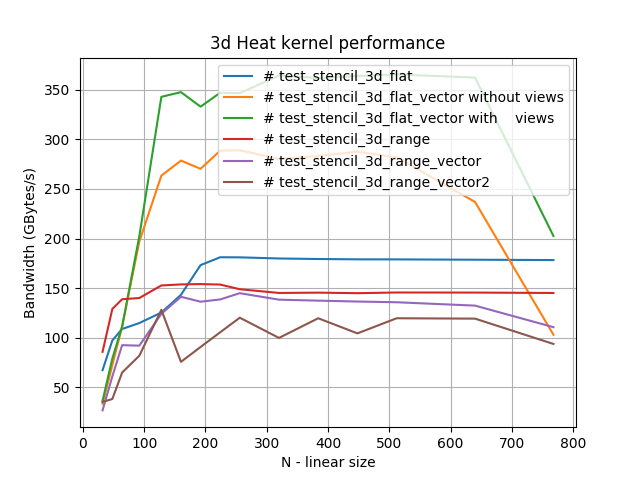 3d Heat kernel performance
# test_stencil_3d_flat
# test_stencil_3d_flat_vector without views
# test_stencil_3d_flat_vector with    views
# test_stencil_3d_range
# test_stencil_3d_range_vector
# test_stencil_3d_range_vector2
Bandwidth (GBytes/s)
350
300
250
200
150
100
50
0 100 200 300 400 500 600 700 800
N - linear size